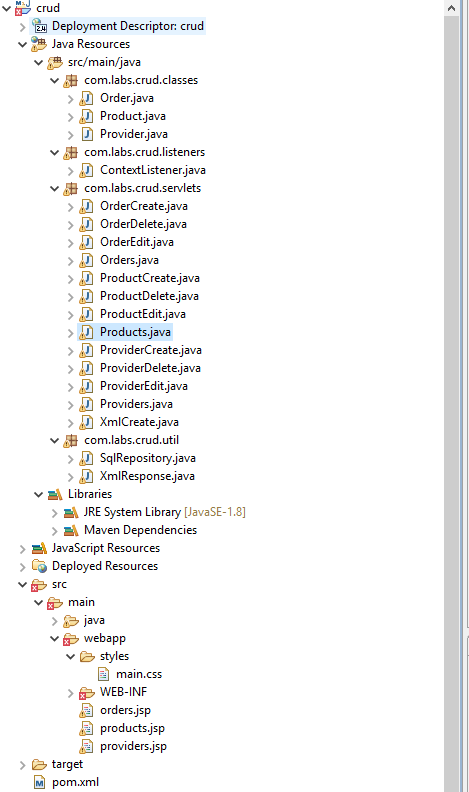 crud
Deployment Descriptor: crud
Java Resources
src/main/java
com.labs.crud.classes
Order.java
Product.java
Provider.java
com.labs.crud.listeners
ContextListener.java
com.labs.crud.servlets
OrderCreate.java
OrderDelete.java
OrderEdit.java
Orders.java
ProductCreate.java
ProductDelete.java
ProductEdit.java
Products.java
ProviderCreate.java
ProviderDelete.java
ProviderEdit.java
Providers.java
XmlCreate.java
com.labs.crud.util
SqlRepository.java
XmlResponse.java
Libraries
JRE System Library [JavaSE-1.8]
Maven Dependencies
JavaScript Resources
Deployed Resources
src
main
java
webapp
styles
main.css
WEB-INF
orders.jsp
products.jsp
providers.jsp
target
pom.xml